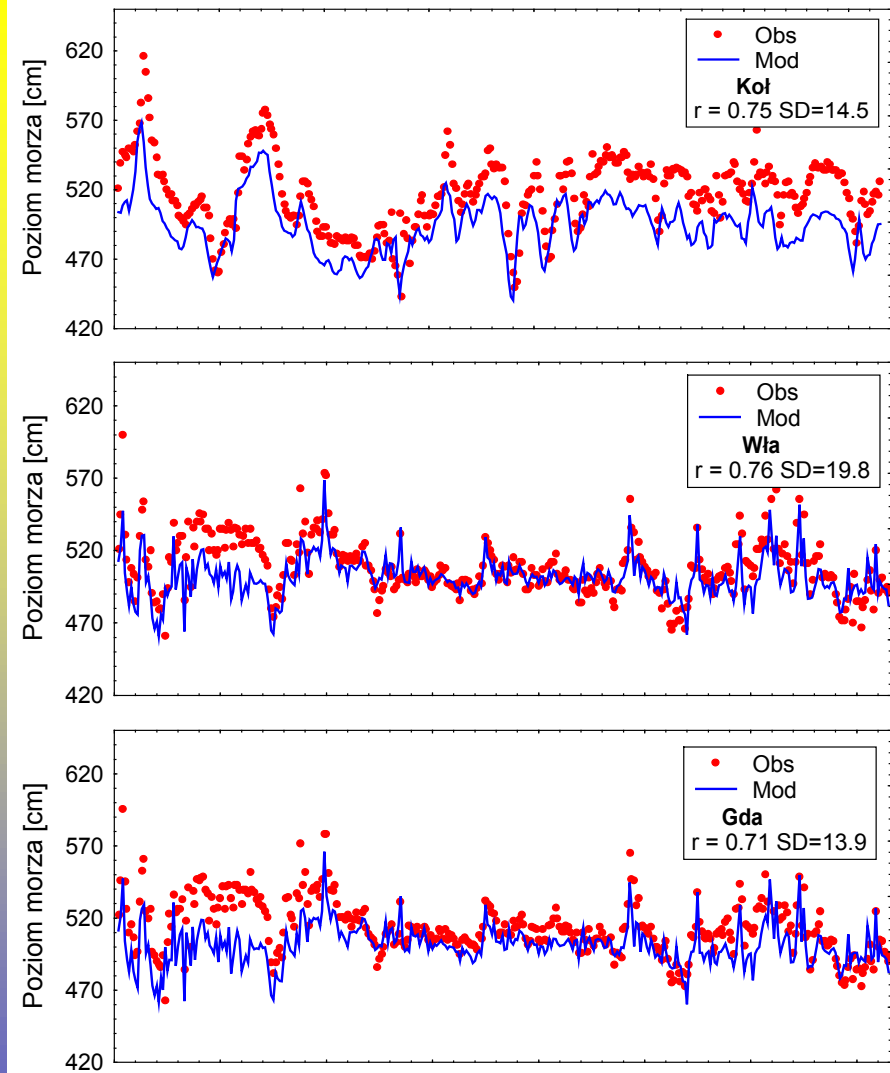 Poziom morza [cm]
620
570
520
470
420
Obs
Mod
Koł
r = 0.75 SD=14.5
Poziom morza [cm]
620
570
520
470
420
Obs
Mod
Wła
r = 0.76 SD=19.8
Poziom morza [cm]
620
570
520
470
420
Obs
Mod
Gda
r = 0.71 SD=13.9